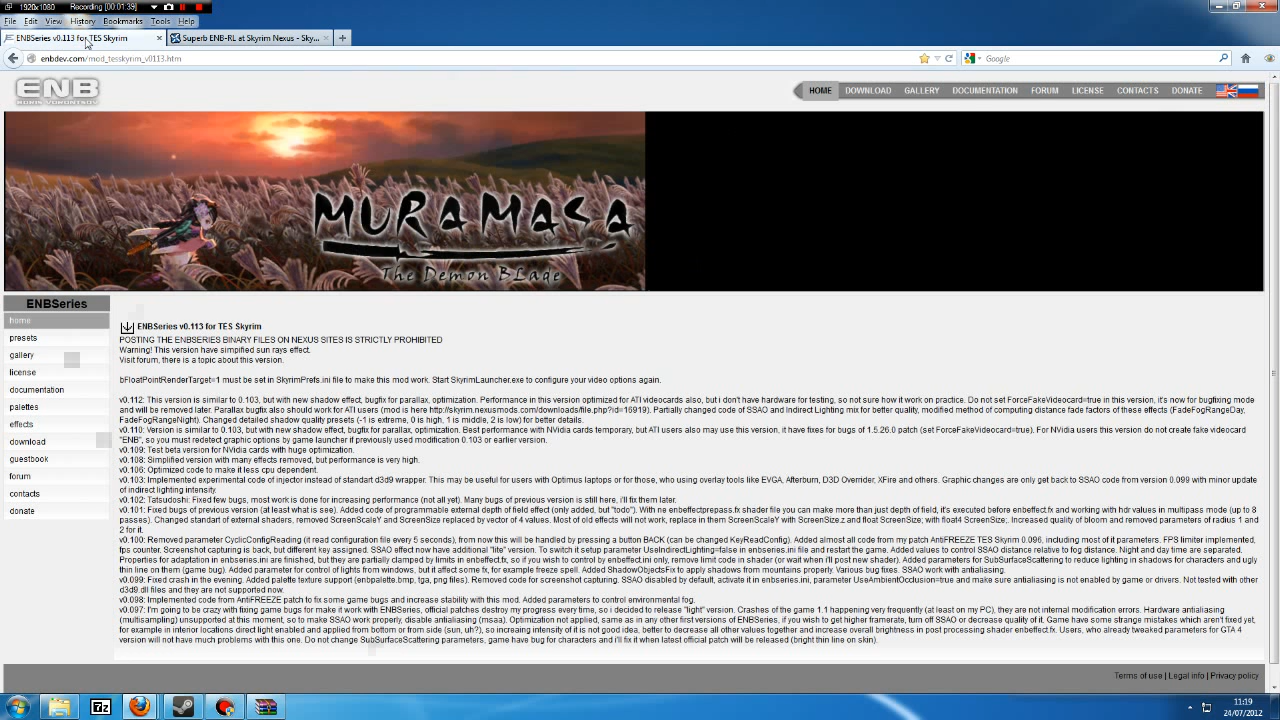 1920x1080 Recording [00:01:39]
File Edit View History Bookmarks Tools Help
ENBSeries v0.113 for TES Skyrim
Superb ENB-RL at Skyrim Nexus - Sky...
enbdev.com/mod_tesskyrim_v0113.htm
Google
ENB
BORIS VORONTSOV
HOME DOWNLOAD GALLERY DOCUMENTATION FORUM LICENSE CONTACTS DONATE
MURAMASA
The Demon BLade
ENBSeries
home
presets
gallery
license
documentation
palettes
effects
download
guestbook
forum
contacts
donate
ENBSeries v0.113 for TES Skyrim
POSTING THE ENBSERIES BINARY FILES ON NEXUS SITES IS STRICTLY PROHIBITED
Warning! This version have simpified sun rays effect.
Visit forum, there is a topic about this version.
bFloatPointRenderTarget=1 must be set in SkyrimPrefs.ini file to make this mod work. Start SkyrimLauncher.exe to configure your video options again.
v0.112: This version is similar to 0.103, but with new shadow effect, bugfix for parallax, optimization. Performance in this version optimized for ATI videocards also, but i don't have hardware for testing, so not sure how it work on practice. Do not set ForceFakeVideocard=true in this version, it's now for bugfixing mode
and will be removed later. Parallax bugfix also should work for ATI users (mod is here http://skyrim.nexusmods.com/downloads/file.php?id=16919). Partially changed code of SSAO and Indirect Lighting mix for better quality, modified method of computing distance fade factors of these effects (FadeFogRangeDay,
FadeFogRangeNight). Changed detailed shadow quality presets (-1 is extreme, 0 is high, 1 is middle, 2 is low) for better details.
v0.110: Version is similar to 0.103, but with new shadow effect, bugfix for parallax, optimization. Best performance with NVidia cards temporary, but ATI users also may use this version, it have fixes for bugs of 1.5.26.0 patch (set ForceFakeVideocard=true). For NVidia users this version do not create fake videocard
"ENB", so you must redetect graphic options by game launcher if previously used modification 0.103 or earlier version.
v0.109: Test beta version for NVidia cards with huge optimization.
v0.108: Simplified version with many effects removed, but performance is very high.
v0.106: Optimized code to make it less cpu dependent.
v0.103: Implemented experimental code of injector instead of standart d3d9 wrapper. This may be useful for users with Optimus laptops or for those, who using overlay tools like EVGA, Afterburn, D3D Overrider, XFire and others. Graphic changes are only get back to SSAO code from version 0.099 with minor update
of indirect lighting intensity.
v0.102: Tatsudoshi: Fixed few bugs, most work is done for increasing performance (not all yet). Many bugs of previous version is still here, i'll fix them later.
v0.101: Fixed bugs of previous version (at least what is see). Added code of programmable external depth of field effect (only added, but "todo"). With ne enbeffectprepass.fx shader file you can make more than just depth of field, it's executed before enbeffect.fx and working with hdr values in multipass mode (up to 8
passes). Changed standart of external shaders, removed ScreenScaleY and ScreenSize replaced by vector of 4 values. Most of old effects will not work, replace in them ScreenScaleY with ScreenSize.z and float ScreenSize; with float4 ScreenSize;. Increased quality of bloom and removed parameters of radius 1 and
2 for it.
v0.100: Removed parameter CyclicConfigReading (it read configuration file every 5 seconds), from now this will be handled by pressing a button BACK (can be changed KeyReadConfig). Added almost all code from my patch AntiFREEZE TES Skyrim 0.096, including most of it parameters. FPS limiter implemented,
fps counter. Screenshot capturing is back, but different key assigned. SSAO effect now have additional "lite" version. To switch it setup parameter UseIndirectLighting=false in enbseries.ini file and restart the game. Added values to control SSAO distance relative to fog distance. Night and day time are separated.
Properties for adaptation in enbseries.ini are finished, but they are partially damped by limits in enbeffect.fx, so if you wish to control by enbseries.ini only, remove limit code in shader (or wait when i'll post new shader). Added parameters for SubSurfaceScattering to reduce lighting in shadows for characters and ugly
thin line on them (game bug). Added parameter for control of lights from windows, but it affect some fx, for example freeze spell. Added ShadowObjectsFix to apply shadows from maximal amount of objects properly. Various bug fixes. SSAO work with antialiasing.
v0.099: Fixed crash in the evening. Added palette texture support (enbpalette.bmp, tga, png files). Removed code for screenshot capturing. SSAO disabled by default, activate it in enbseries.ini, parameter UseAmbientOcclusion=true and make sure antialiasing is not enabled by game or drivers. Not tested with other
d3d9.dll files and they are not supported now.
v0.098: Implemented code from AntiFREEZE patch to fix some game bugs and increase stability with this mod. Added parameters to control environmental fog.
v0.097: I'm going to be crazy with fixing game bugs for make it work with ENBSeries, official patches destroy my progress every time, so i decided to release "light" version. Crashes of the game 1.1 happening very frequently (at least on my PC), they are not internal modification errors. Hardware antialiasing
(multisampling) unsupported at this moment, so to make SSAO work properly, disable antialiasing (msaa). Optimization not applied, same as in any other first versions of ENBSeries, if you wish to get higher framerate, turn off SSAO or decrease quality of it. Game have some strange mistakes which aren't fixed yet,
for example in interior locations direct light enabled and applied from bottom or from side (sun, uh?), so increasing intensity of it is not good idea, better to decrease all other values together and increase overall brightness in post processing shader enbeffect.fx. Users, who already tweaked parameters for GTA 4
version will not have much problems with this one. Do not change SubSurfaceScattering parameters, game have bug for characters and i'll fix it when latest official patch will be released (bright thin line on skin).
Terms of use | Legal info | Privacy policy
7z
11:19
24/07/2012